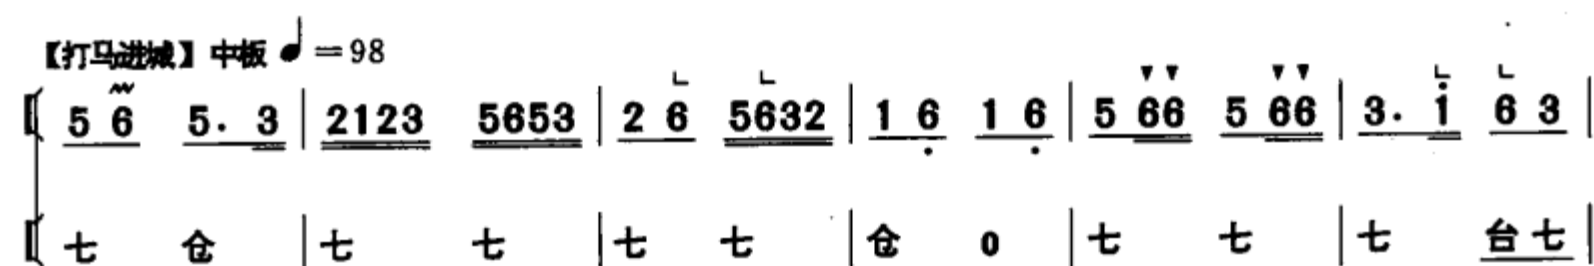 【打马进城】中板 ♩=98
5 6 5. 3 | 2123 5653 | 2 6 5632 | 1 6 1 6 | 5 66 5 66 | 3. 1 6 3 |
七 仓 | 七 七 | 七 七 | 仓 0 | 七 七 | 七 台七 |